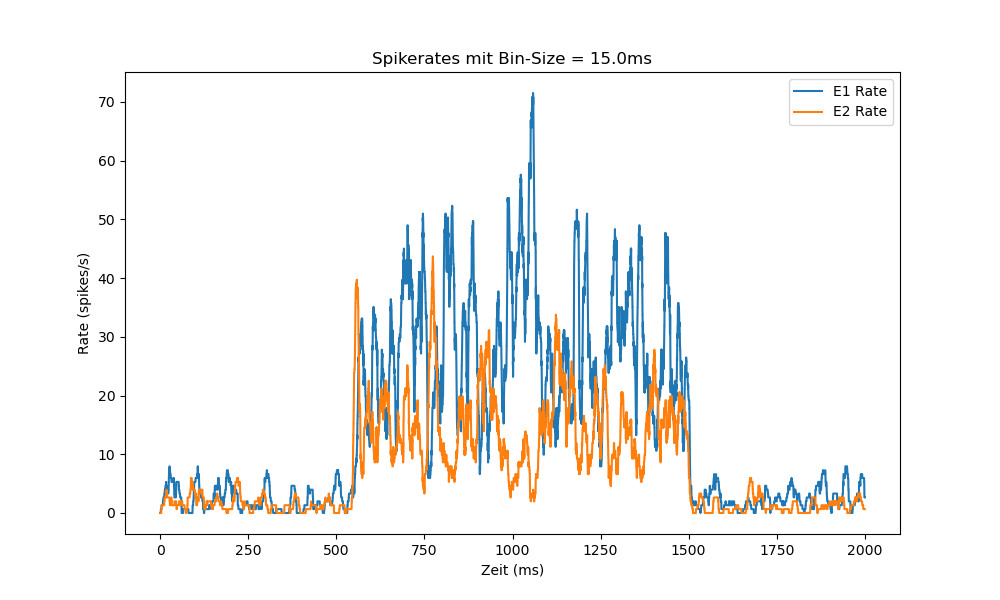 Spikerates mit Bin-Size = 15.0ms
E1 Rate
E2 Rate
Rate (spikes/s)
70
60
50
40
30
20
10
0
0 250 500 750 1000 1250 1500 1750 2000
Zeit (ms)